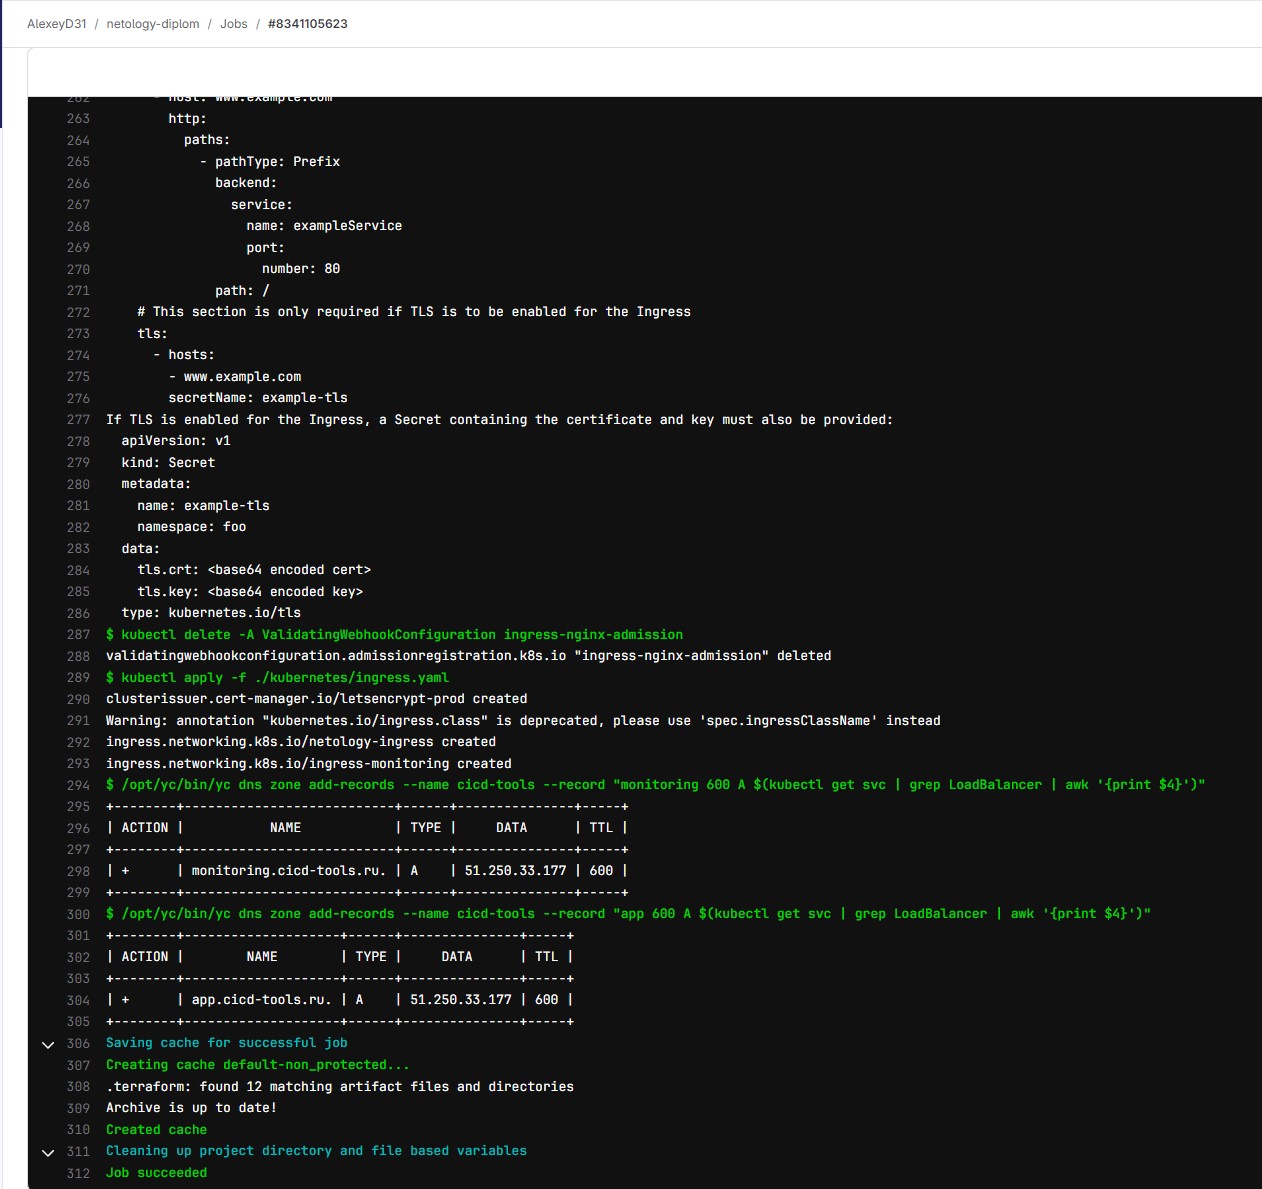 AlexeyD31 / netology-diplom / Jobs / #8341105623
262 - host: www.example.com
263 http:
264 paths:
265 - pathType: Prefix
266 backend:
267 service:
268 name: exampleService
269 port:
270 number: 80
271 path: /
272 # This section is only required if TLS is to be enabled for the Ingress
273 tls:
274 - hosts:
275 - www.example.com
276 secretName: example-tls
277 If TLS is enabled for the Ingress, a Secret containing the certificate and key must also be provided:
278 apiVersion: v1
279 kind: Secret
280 metadata:
281 name: example-tls
282 namespace: foo
283 data:
284 tls.crt: <base64 encoded cert>
285 tls.key: <base64 encoded key>
286 type: kubernetes.io/tls
287 $ kubectl delete -A ValidatingWebhookConfiguration ingress-nginx-admission
288 validatingwebhookconfiguration.admissionregistration.k8s.io "ingress-nginx-admission" deleted
289 $ kubectl apply -f ./kubernetes/ingress.yaml
290 clusterissuer.cert-manager.io/letsencrypt-prod created
291 Warning: annotation "kubernetes.io/ingress.class" is deprecated, please use 'spec.ingressClassName' instead
292 ingress.networking.k8s.io/netology-ingress created
293 ingress.networking.k8s.io/ingress-monitoring created
294 $ /opt/yc/bin/yc dns zone add-records --name cicd-tools --record "monitoring 600 A $(kubectl get svc | grep LoadBalancer | awk '{print $4}')"
295 +--------+---------------------------+------+---------------+-----+
296 | ACTION | NAME | TYPE | DATA | TTL |
297 +--------+---------------------------+------+---------------+-----+
298 | + | monitoring.cicd-tools.ru. | A | 51.250.33.177 | 600 |
299 +--------+---------------------------+------+---------------+-----+
300 $ /opt/yc/bin/yc dns zone add-records --name cicd-tools --record "app 600 A $(kubectl get svc | grep LoadBalancer | awk '{print $4}')"
301 +--------+--------------------+------+---------------+-----+
302 | ACTION | NAME | TYPE | DATA | TTL |
303 +--------+--------------------+------+---------------+-----+
304 | + | app.cicd-tools.ru. | A | 51.250.33.177 | 600 |
305 +--------+--------------------+------+---------------+-----+
306 Saving cache for successful job
307 Creating cache default-non_protected...
308 .terraform: found 12 matching artifact files and directories
309 Archive is up to date!
310 Created cache
311 Cleaning up project directory and file based variables
312 Job succeeded